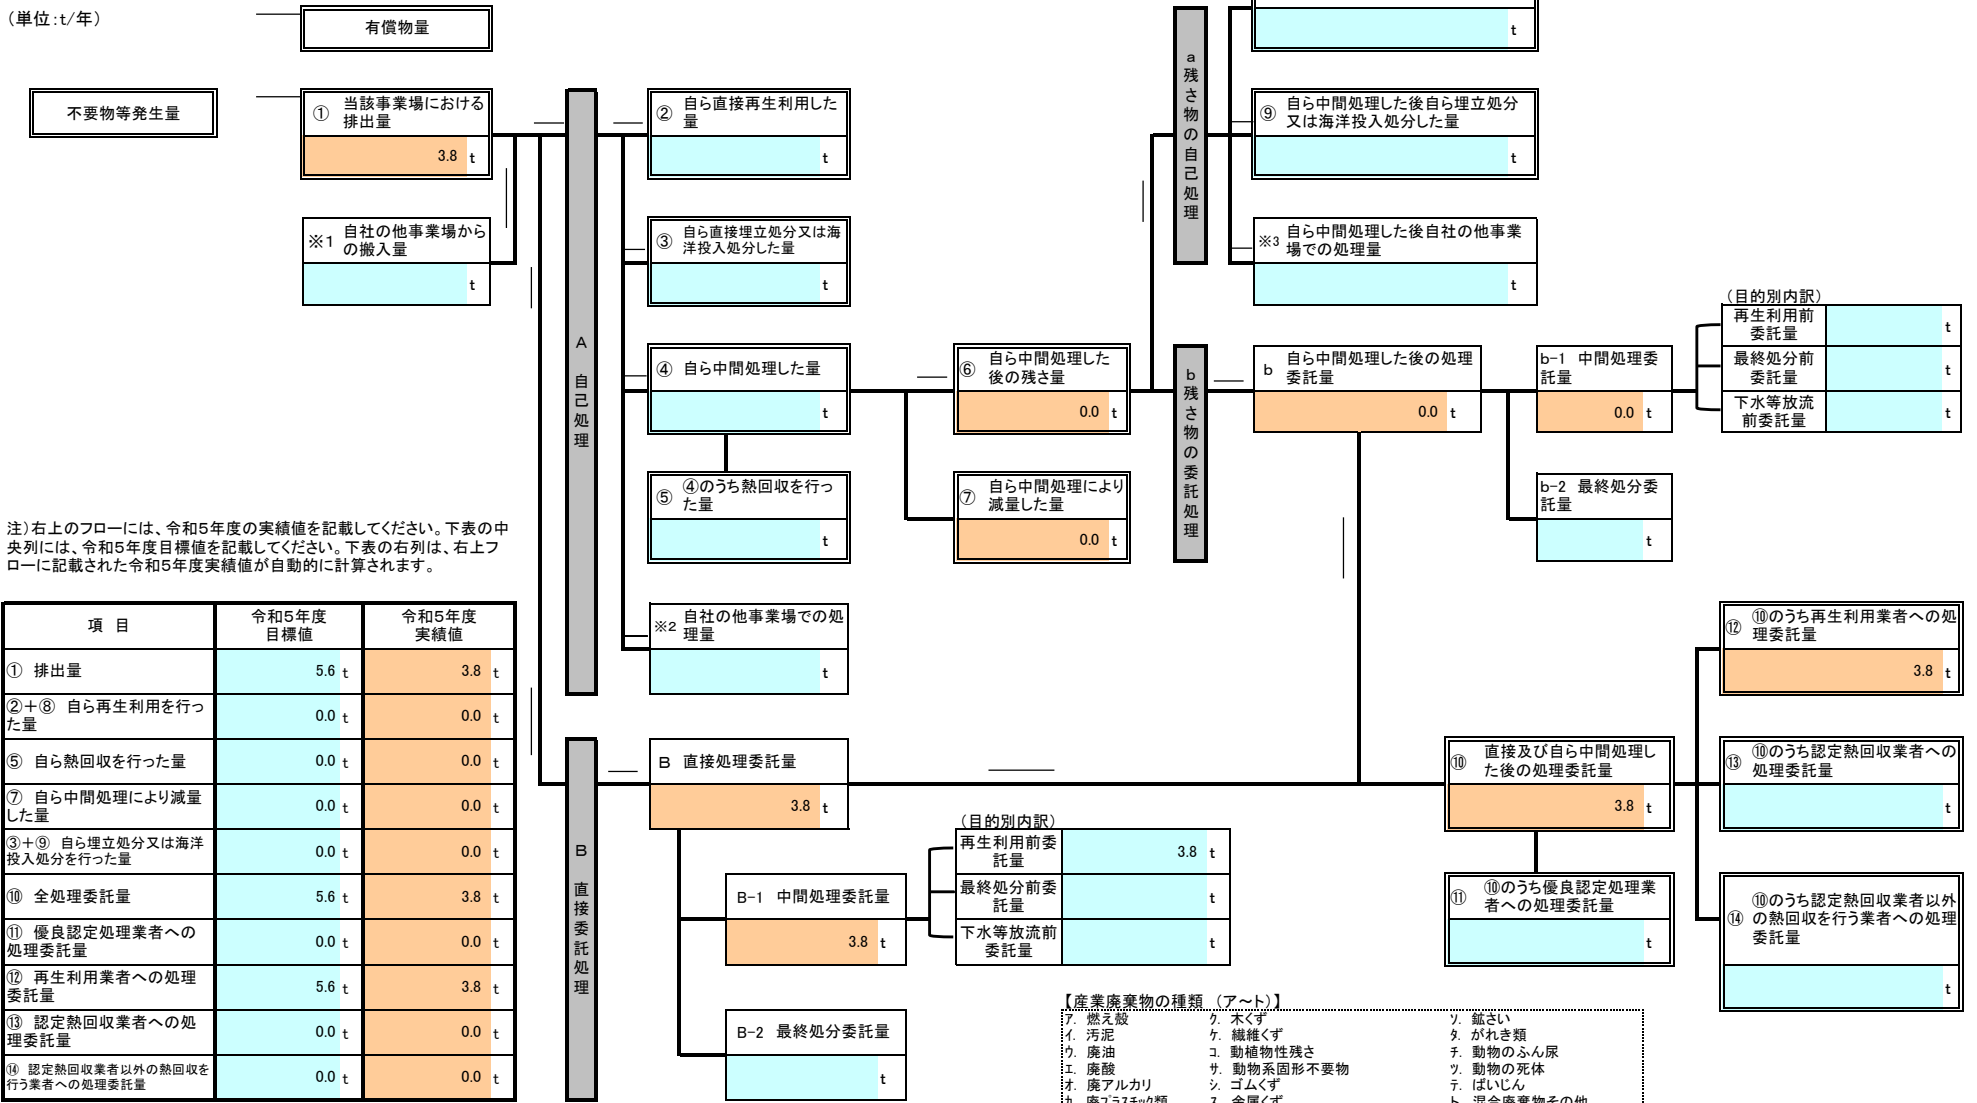 （単位：t/年）
有償物量
t
不要物等発生量
① 当該事業場における
排出量
3.8 t
※1 自社の他事業場から
の搬入量
t
A 自己処理
② 自ら直接再生利用した
量
t
③ 自ら直接埋立処分又は海
洋投入処分した量
t
④ 自ら中間処理した量
t
⑤ ④のうち熱回収を行っ
た量
t
※2 自社の他事業場での処
理量
t
⑥ 自ら中間処理した
後の残さ量
0.0 t
⑦ 自ら中間処理により
減量した量
0.0 t
a 残さ物の自己処理
⑨ 自ら中間処理した後自ら埋立処分
又は海洋投入処分した量
t
※3 自ら中間処理した後自社の他事業
場での処理量
t
b 残さ物の委託処理
b 自ら中間処理した後の処理
委託量
0.0 t
b-1 中間処理委
託量
0.0 t
（目的別内訳）
再生利用前
委託量
t
最終処分前
委託量
t
下水等放流
前委託量
t
b-2 最終処分委
託量
t
注）右上のフローには、令和5年度の実績値を記載してください。下表の中
央列には、令和5年度目標値を記載してください。下表の右列は、右上フ
ローに記載された令和5年度実績値が自動的に計算されます。
項 目 令和5年度
目標値 令和5年度
実績値
① 排出量 5.6 t 3.8 t
②＋⑧ 自ら再生利用を行っ
た量 0.0 t 0.0 t
⑤ 自ら熱回収を行った量 0.0 t 0.0 t
⑦ 自ら中間処理により減量
した量 0.0 t 0.0 t
③＋⑨ 自ら埋立処分又は海洋
投入処分を行った量 0.0 t 0.0 t
⑩ 全処理委託量 5.6 t 3.8 t
⑪ 優良認定処理業者への
処理委託量 0.0 t 0.0 t
⑫ 再生利用業者への処理
委託量 5.6 t 3.8 t
⑬ 認定熱回収業者への処
理委託量 0.0 t 0.0 t
⑭ 認定熱回収業者以外の熱回収を
行う業者への処理委託量 0.0 t 0.0 t
B 直接委託処理
B 直接処理委託量
3.8 t
B-1 中間処理委託量
3.8 t
（目的別内訳）
再生利用前委
託量
3.8 t
最終処分前委
託量
t
下水等放流前
委託量
t
B-2 最終処分委託量
t
⑩ 直接及び自ら中間処理し
た後の処理委託量
3.8 t
⑪ ⑩のうち優良認定処理業
者への処理委託量
t
⑫ ⑩のうち再生利用業者への処
理委託量
3.8 t
⑬ ⑩のうち認定熱回収業者への
処理委託量
t
⑭ ⑩のうち認定熱回収業者以外
の熱回収を行う業者への処理
委託量
t
【産業廃棄物の種類 （ア～ト）】
ア. 燃え殻 ク. 木くず ソ. 鉱さい
イ. 汚泥 ケ. 繊維くず タ. がれき類
ウ. 廃油 コ. 動植物性残さ チ. 動物のふん尿
エ. 廃酸 サ. 動物系固形不要物 ツ. 動物の死体
オ. 廃アルカリ シ. ゴムくず テ. ばいじん
カ. 廃プラスチック類 ス. 金属くず ト. 混合廃棄物その他